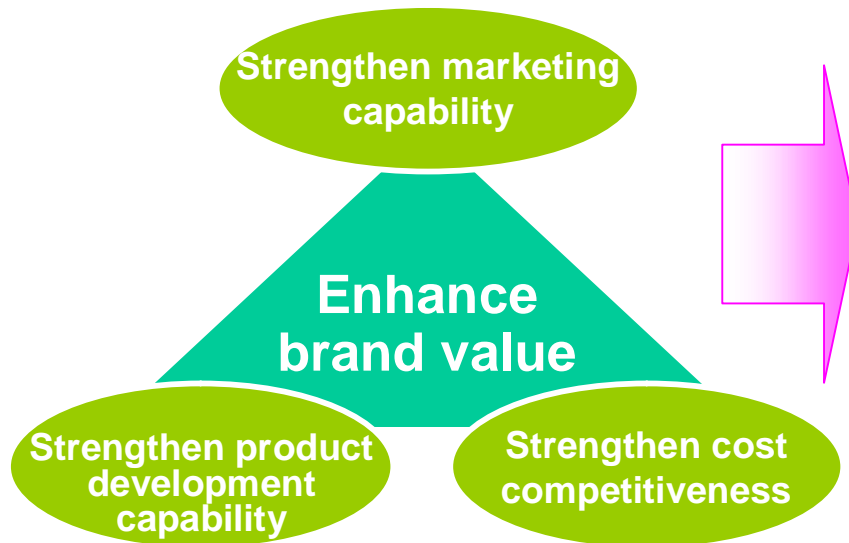 Strengthen marketing
capability
Enhance
brand value
Strengthen product
development
capability
Strengthen cost
competitiveness